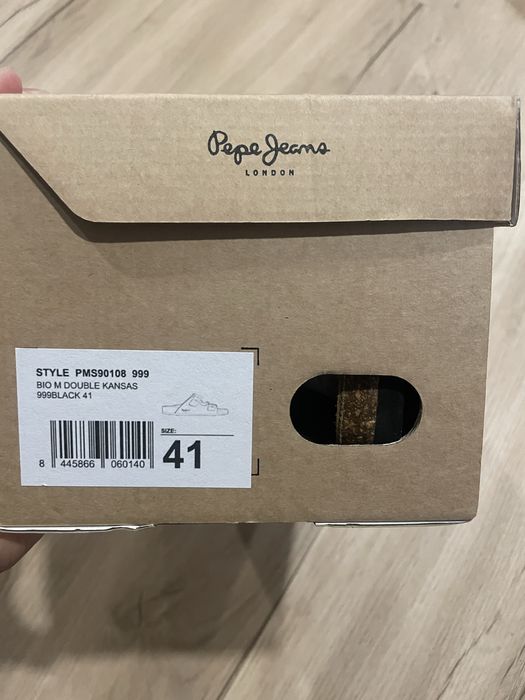 Pepe Jeans
LONDON
STYLE PMS90108 999
BIO M DOUBLE KANSAS
999BLACK 41
SIZE:
41
8 445866 060140